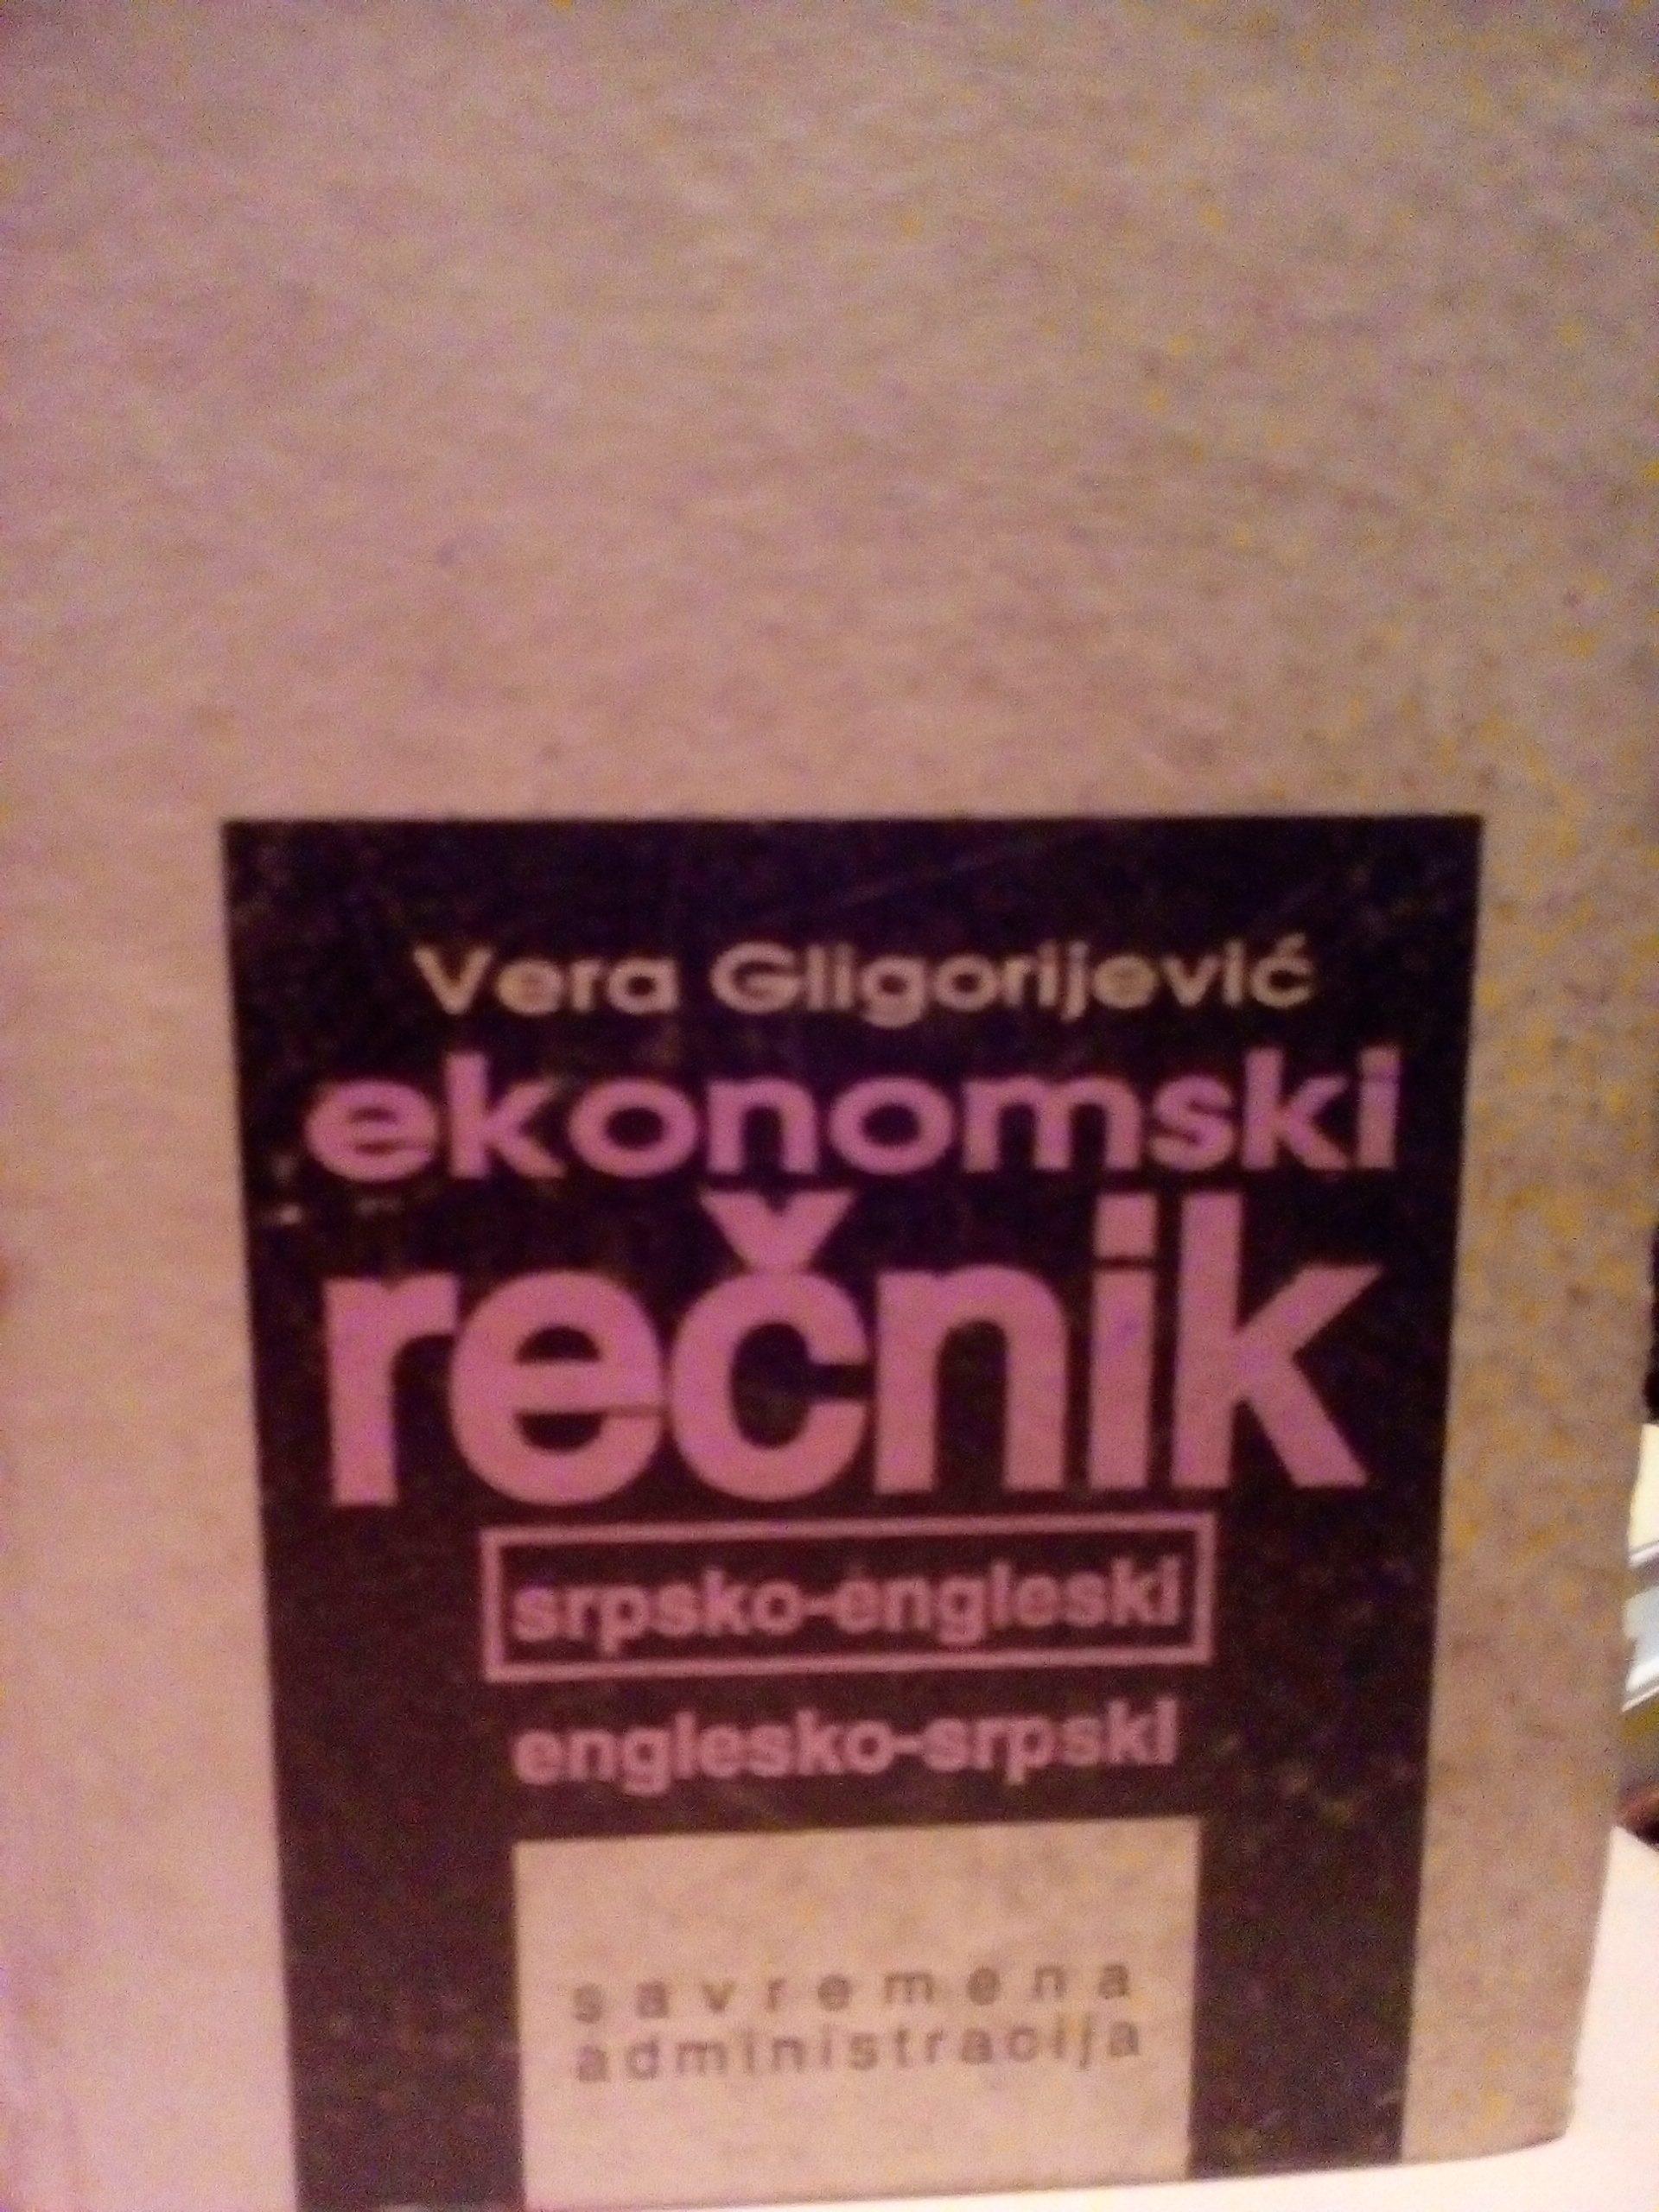 Vera Gligorijević
ekonomski
rečnik
srpsko-engleski
englesko-srpski
savremena
administracija